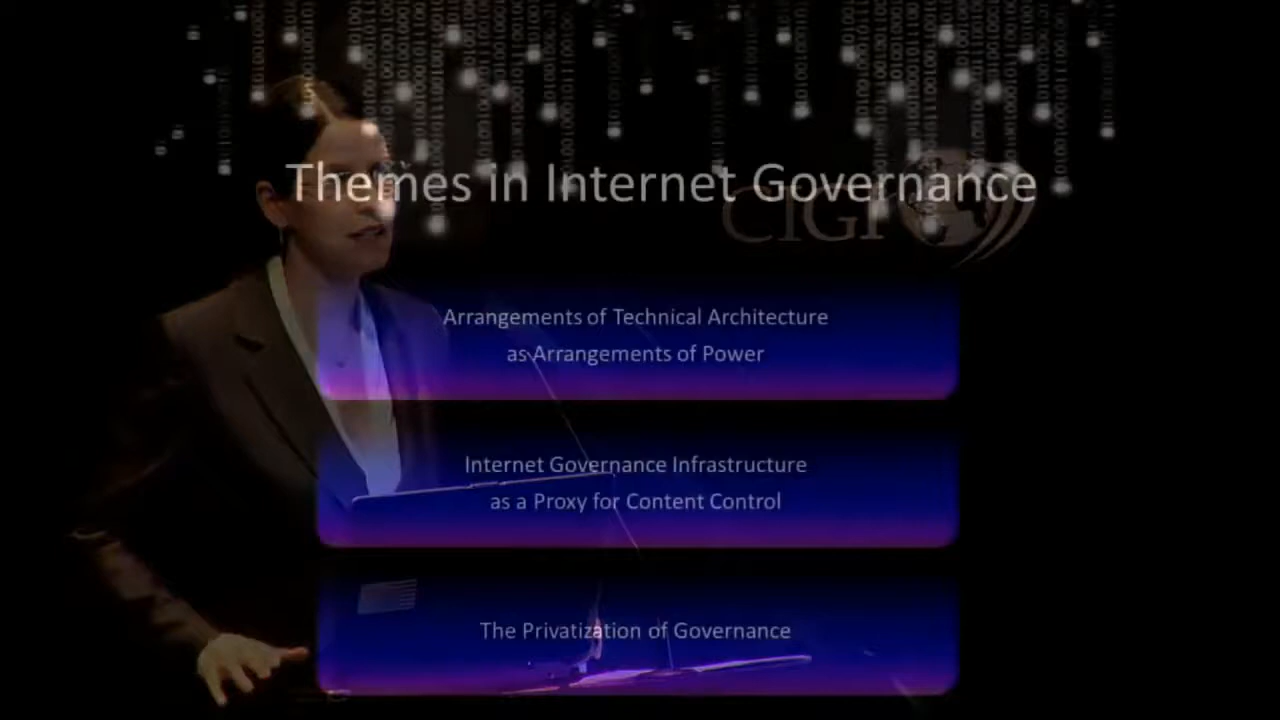 Themes in Internet Governance
CIGI
Arrangements of Technical Architecture
as Arrangements of Power
Internet Governance Infrastructure
as a Proxy for Content Control
The Privatization of Governance